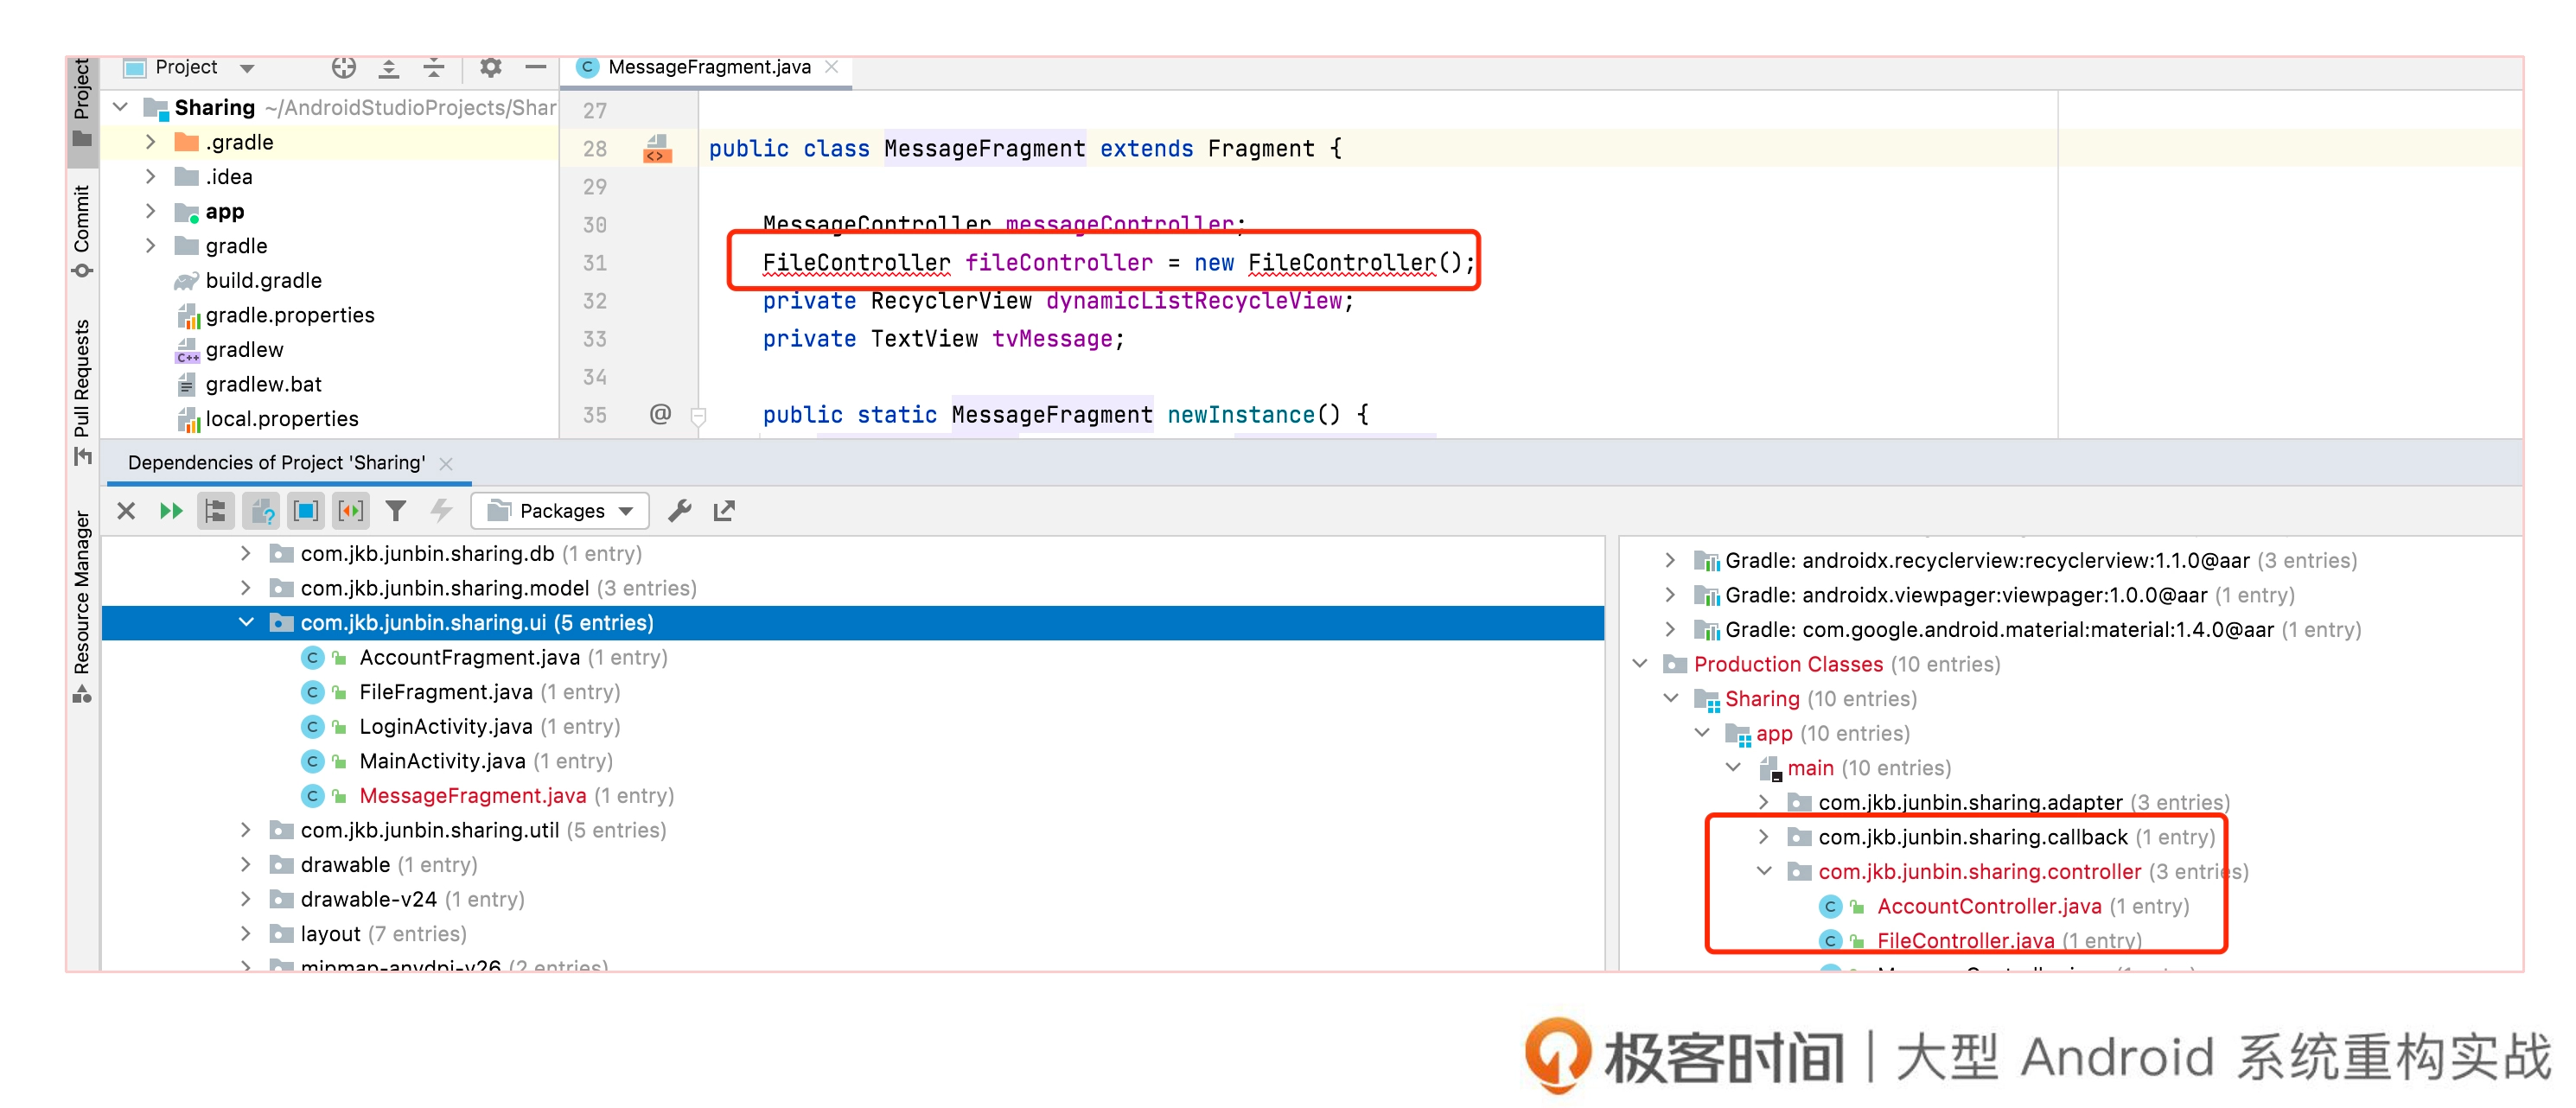 Project
MessageFragment.java
Project
Commit
Pull Requests
Resource Manager
Sharing ~/AndroidStudioProjects/Shar
.gradle
.idea
app
gradle
build.gradle
gradle.properties
gradlew
gradlew.bat
local.properties
27
28 public class MessageFragment extends Fragment {
29
30 MessageController messageController;
31 FileController fileController = new FileController();
32 private RecyclerView dynamicListRecycleView;
33 private TextView tvMessage;
34
35 @ public static MessageFragment newInstance() {
Dependencies of Project 'Sharing'
Packages
com.jkb.junbin.sharing.db (1 entry)
com.jkb.junbin.sharing.model (3 entries)
com.jkb.junbin.sharing.ui (5 entries)
C AccountFragment.java (1 entry)
C FileFragment.java (1 entry)
C LoginActivity.java (1 entry)
C MainActivity.java (1 entry)
C MessageFragment.java (1 entry)
com.jkb.junbin.sharing.util (5 entries)
drawable (1 entry)
drawable-v24 (1 entry)
layout (7 entries)
mipmap-anydpi-v26 (2 entries)
Gradle: androidx.recyclerview:recyclerview:1.1.0@aar (3 entries)
Gradle: androidx.viewpager:viewpager:1.0.0@aar (1 entry)
Gradle: com.google.android.material:material:1.4.0@aar (1 entry)
Production Classes (10 entries)
Sharing (10 entries)
app (10 entries)
main (10 entries)
com.jkb.junbin.sharing.adapter (3 entries)
com.jkb.junbin.sharing.callback (1 entry)
com.jkb.junbin.sharing.controller (3 entries)
C AccountController.java (1 entry)
C FileController.java (1 entry)
极客时间 | 大型 Android 系统重构实战